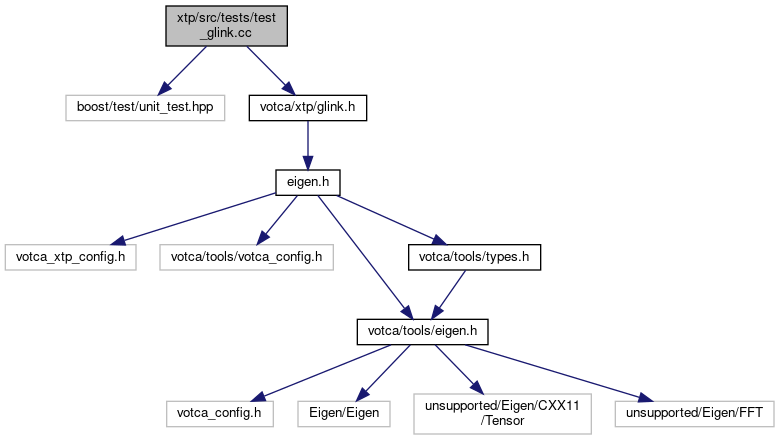 xtp/src/tests/test
_glink.cc
boost/test/unit_test.hpp
votca/xtp/glink.h
eigen.h
votca_xtp_config.h
votca/tools/votca_config.h
votca/tools/types.h
votca/tools/eigen.h
votca_config.h
Eigen/Eigen
unsupported/Eigen/CXX11
/Tensor
unsupported/Eigen/FFT